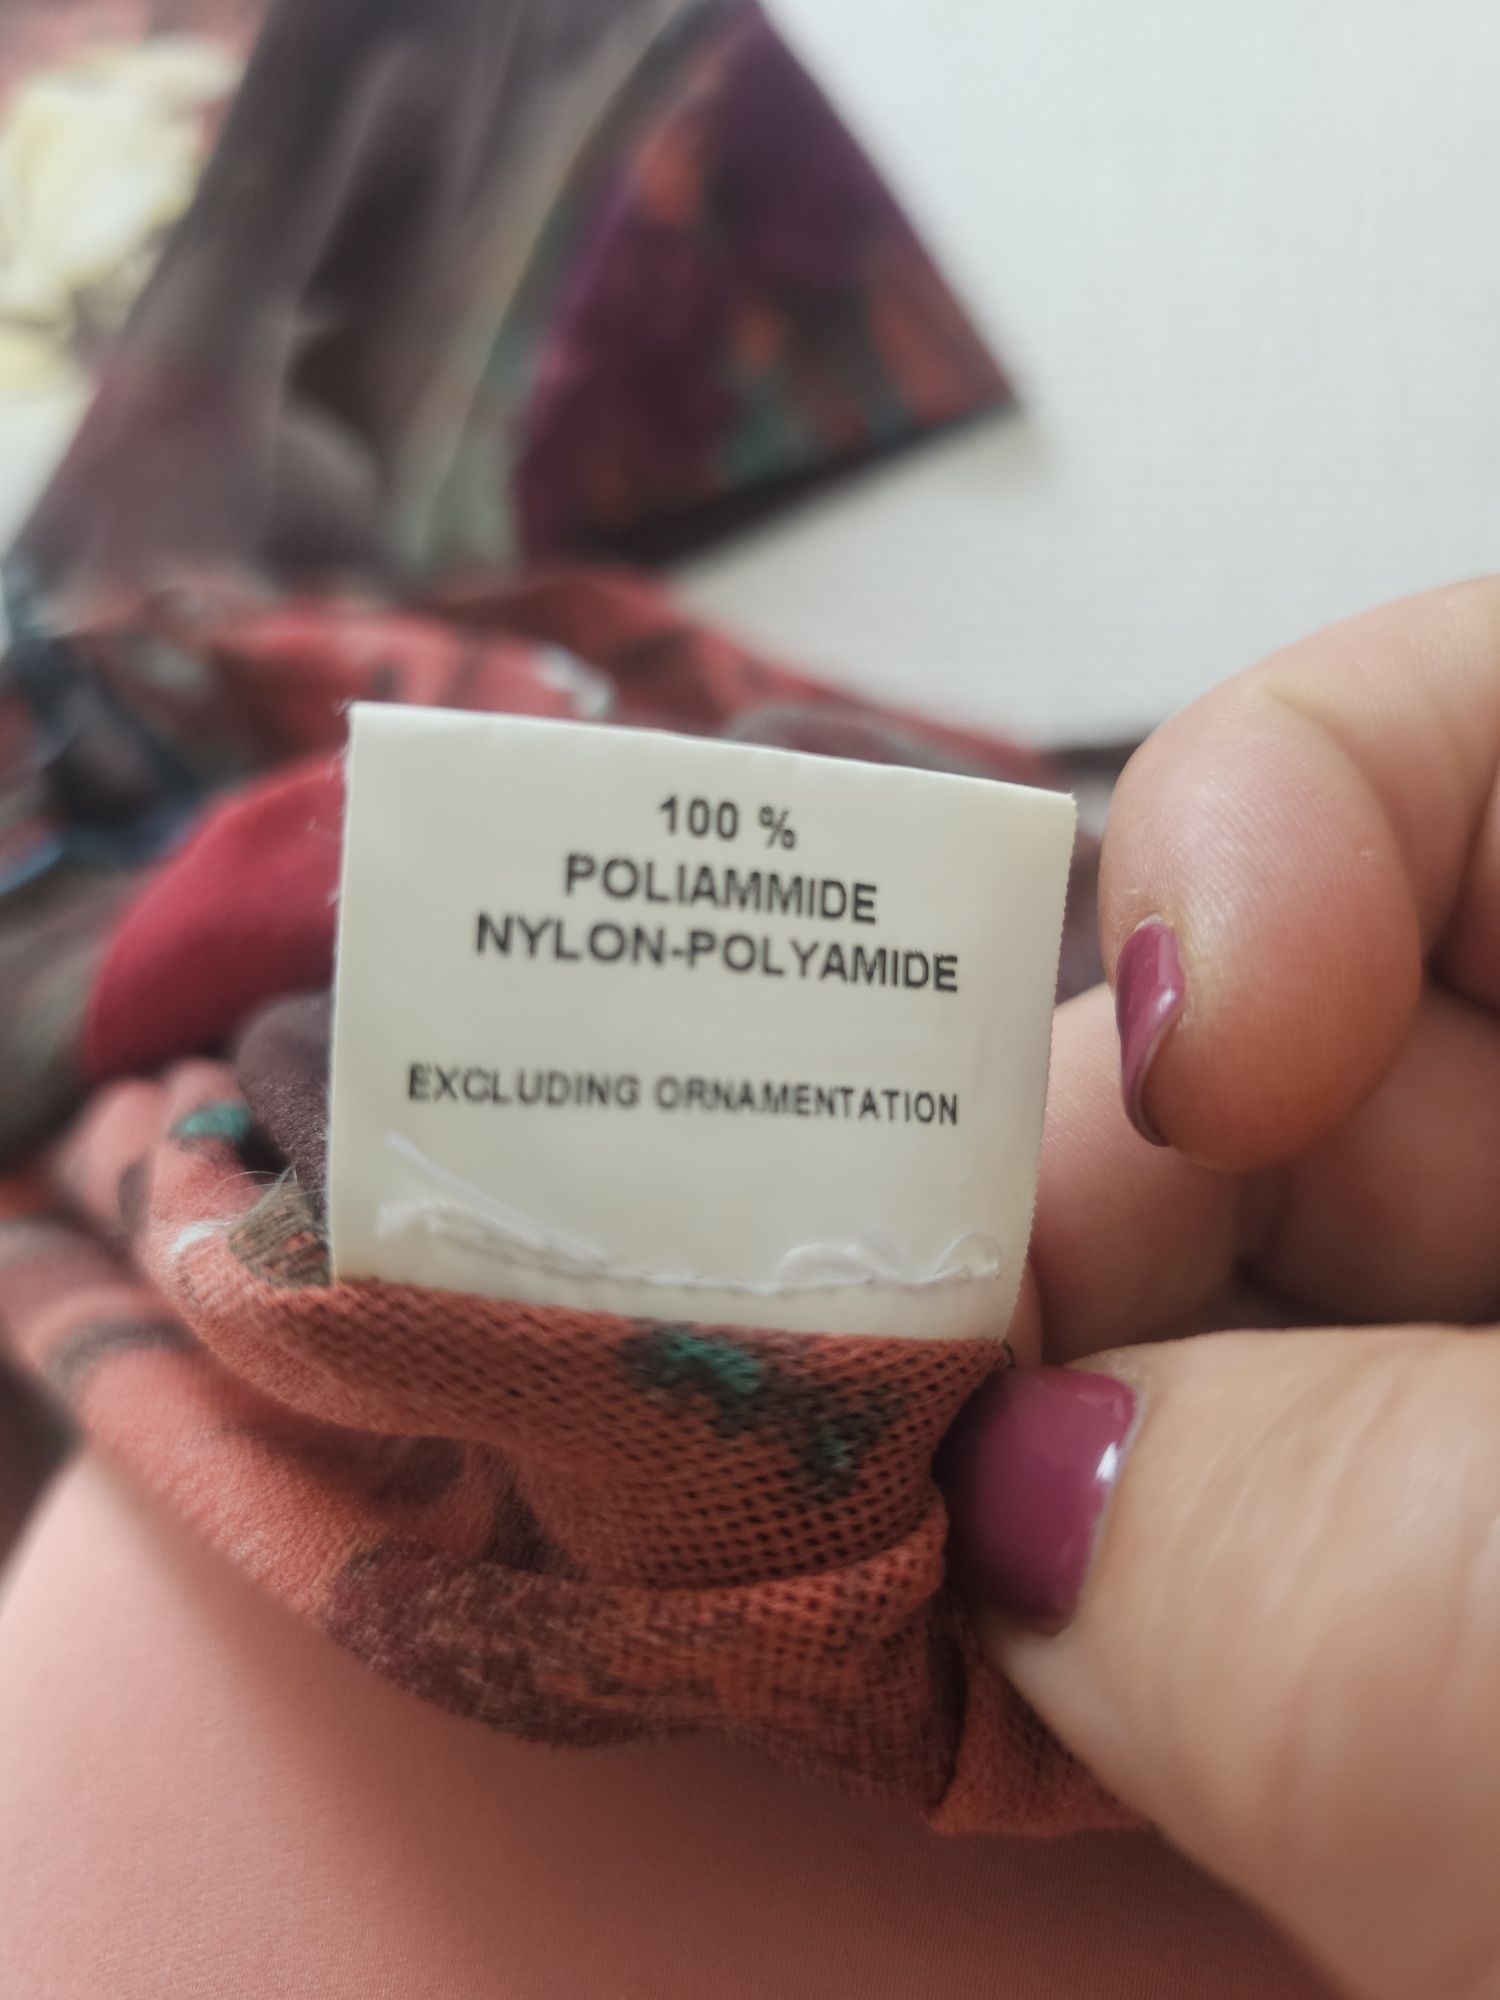 100 %
POLIAMMIDE
NYLON-POLYAMIDE
EXCLUDING ORNAMENTATION